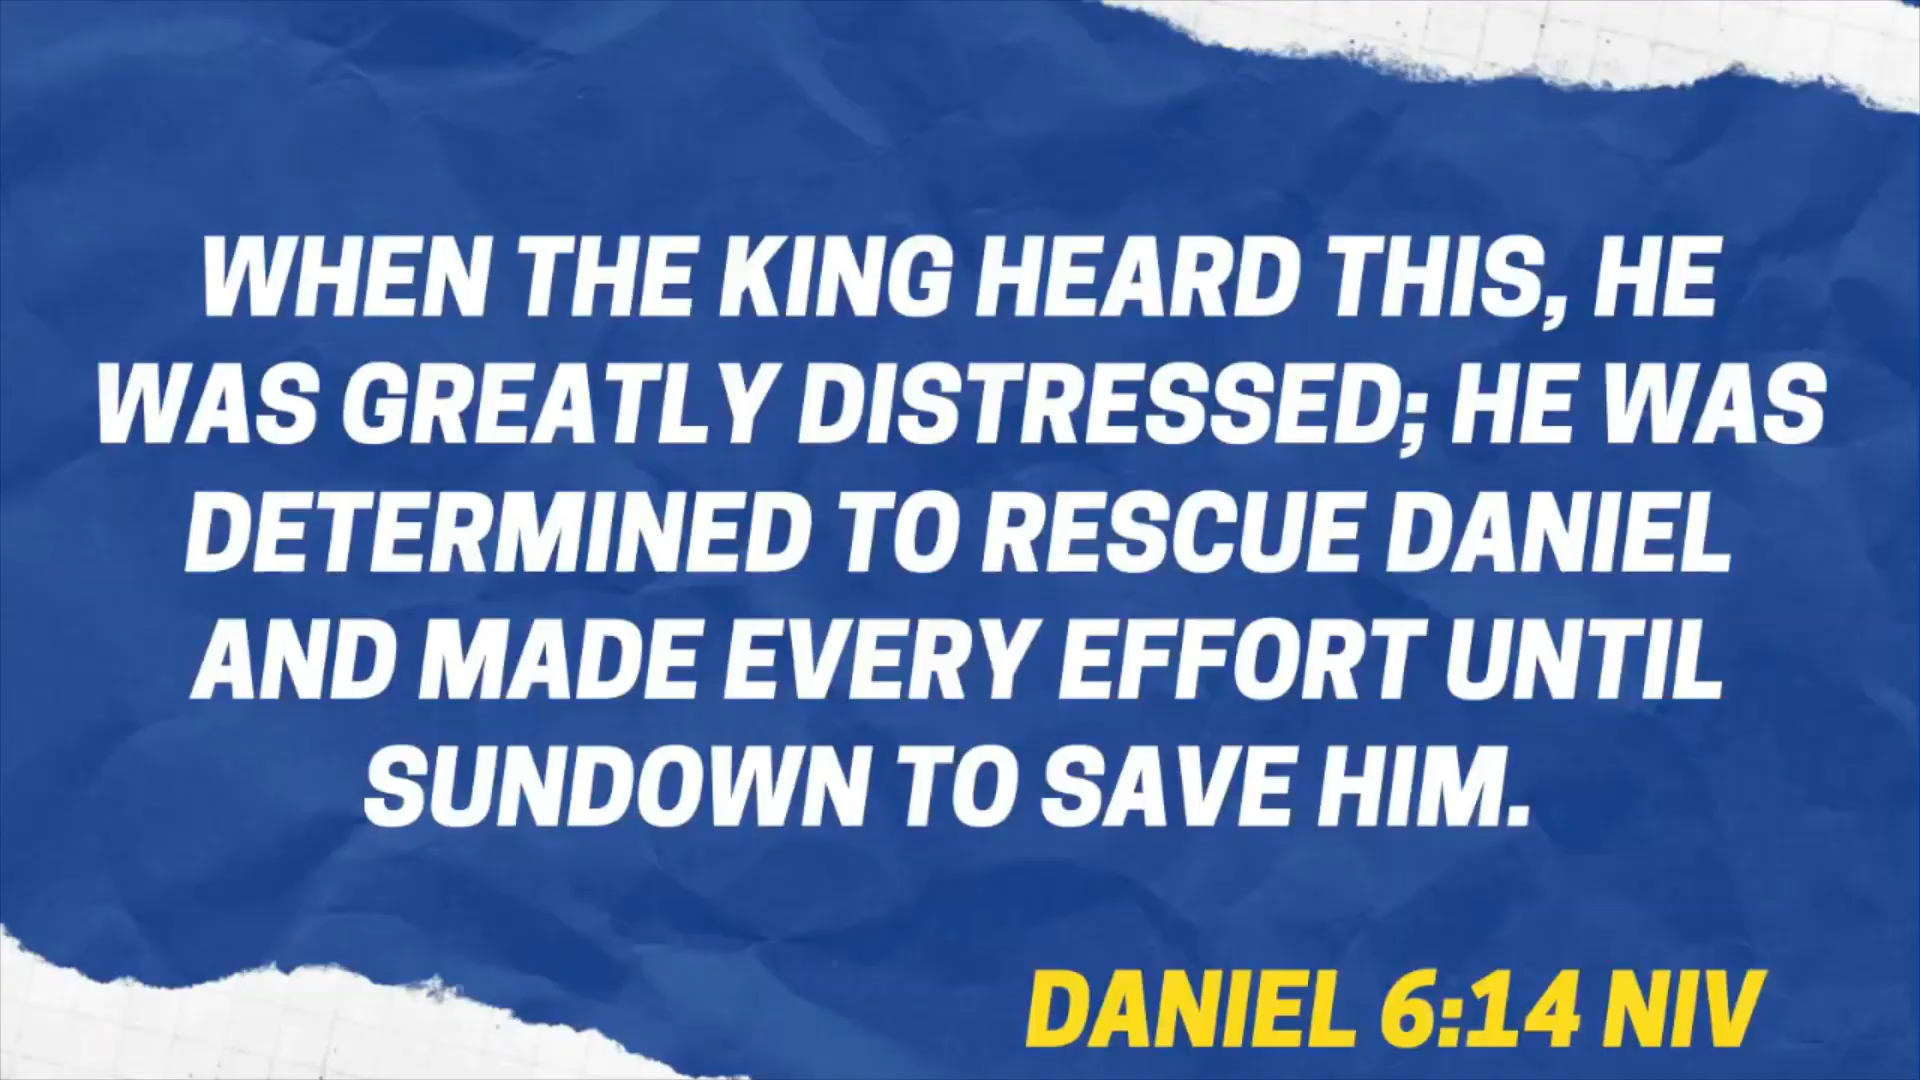 WHEN THE KING HEARD THIS, HE
WAS GREATLY DISTRESSED; HE WAS
DETERMINED TO RESCUE DANIEL
AND MADE EVERY EFFORT UNTIL
SUNDOWN TO SAVE HIM.
DANIEL 6:14 NIV